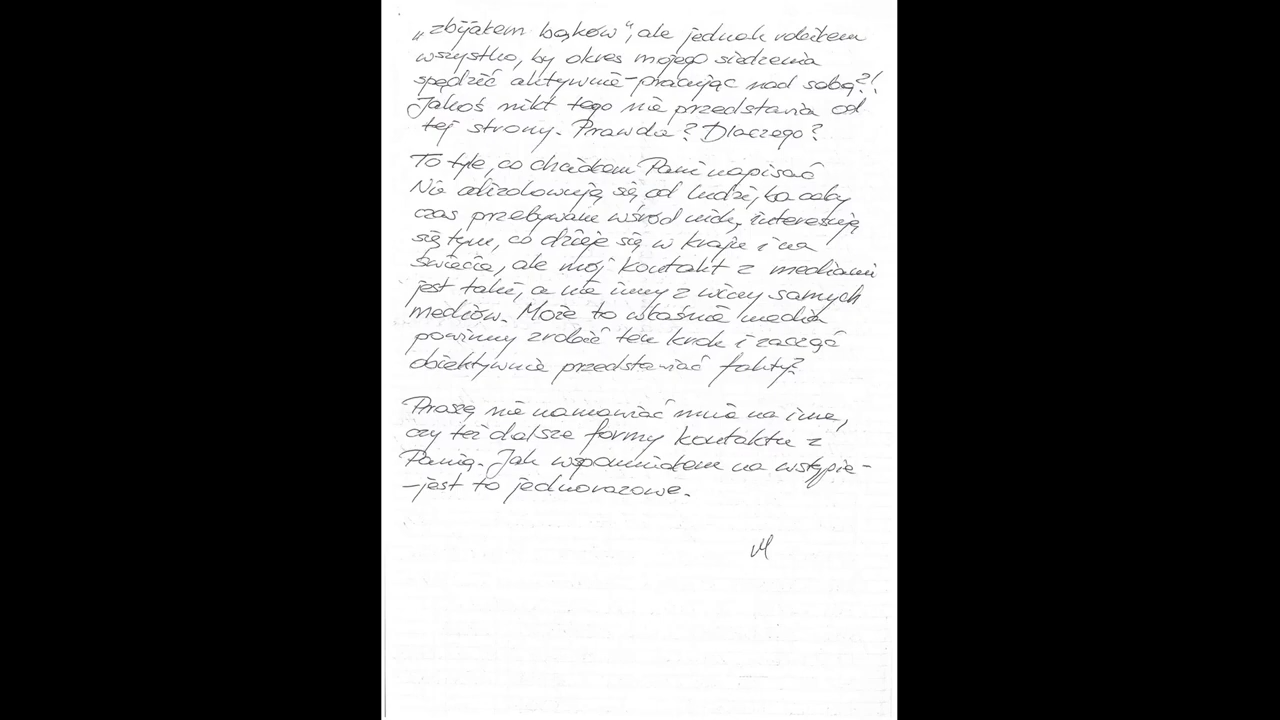 „zbijałem bąków”, ale jednak robiłem
wszystko, by okres mojego siedzenia
spędzić aktywnie – pracując nad sobą?!
Jakoś nikt tego nie przedstawia od
tej strony. Prawda? Dlaczego?
To tyle, co chciałem Pani napisać
Nie odizolowuję się od ludzi, bo cały
czas przebywam wśród nich, interesuję
się tym, co dzieje się w kraju i na
świecie, ale mój kontakt z mediami
jest taki, a nie inny z winy samych
mediów. Może to właśnie media
powinny zrobić ten krok i zacząć
obiektywnie przedstawiać fakty?
Proszę nie namawiać mnie na inne,
czy też dalsze formy kontaktu z
Panią. Jak wspomniałem na wstępie –
– jest to jednorazowe.
M